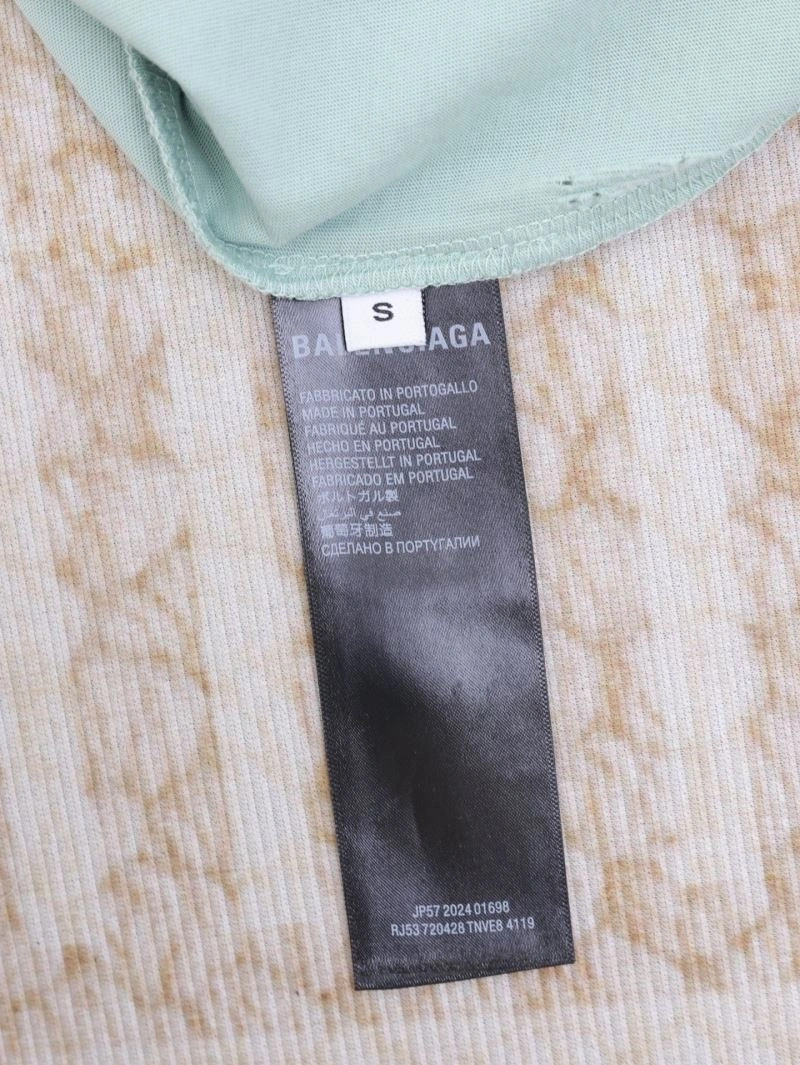 S
BALENCIAGA
FABBRICATO IN PORTOGALLO
MADE IN PORTUGAL
FABRIQUÉ AU PORTUGAL
HECHO EN PORTUGAL
HERGESTELLT IN PORTUGAL
FABRICADO EM PORTUGAL
ポルトガル製
صنع في البرتغال
葡萄牙制造
СДЕЛАНО В ПОРТУГАЛИИ
JP57 2024 01698
RJ53 720428 TNVE8 4119